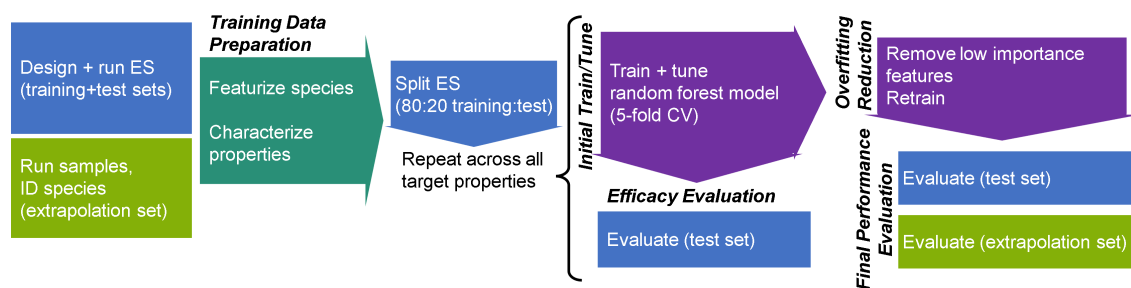 Design + run ES
(training+test sets)
Run samples,
ID species
(extrapolation set)
Training Data
Preparation
Featurize species
Characterize
properties
Split ES
(80:20 training:test)
Repeat across all
target properties
Initial Train/Tune
Train + tune
random forest model
(5-fold CV)
Efficacy Evaluation
Evaluate (test set)
Overfitting
Reduction
Remove low importance
features
Retrain
Final Performance
Evaluation
Evaluate (test set)
Evaluate (extrapolation set)